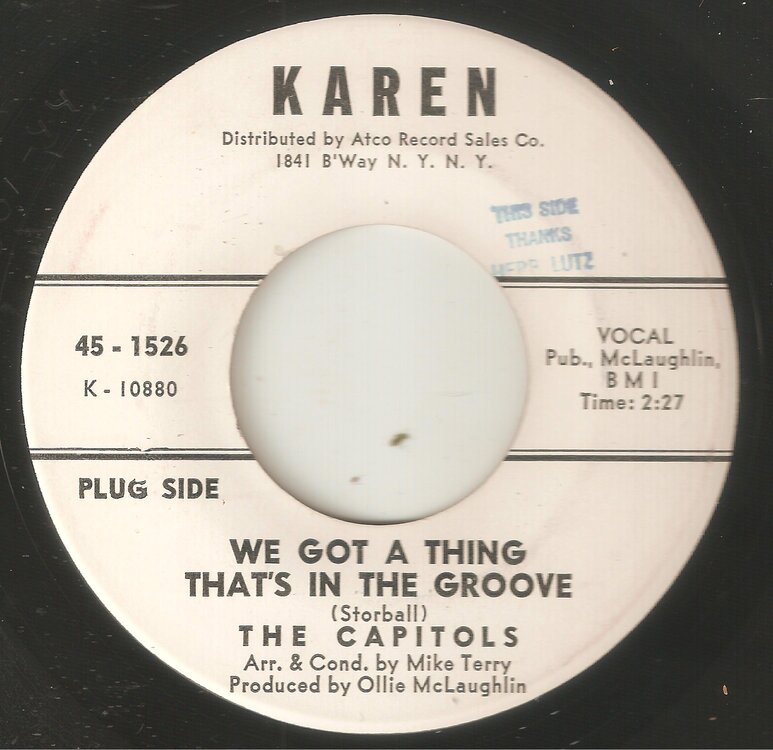 KAREN
Distributed by Atco Record Sales Co.
1841 B'Way N. Y. N. Y.
THIS SIDE
THANKS
HERB LUTZ
45 - 1526
K - 10880
VOCAL
Pub., McLaughlin,
B M I
Time: 2:27
PLUG SIDE
WE GOT A THING
THAT'S IN THE GROOVE
(Storball)
THE CAPITOLS
Arr. & Cond. by Mike Terry
Produced by Ollie McLaughlin